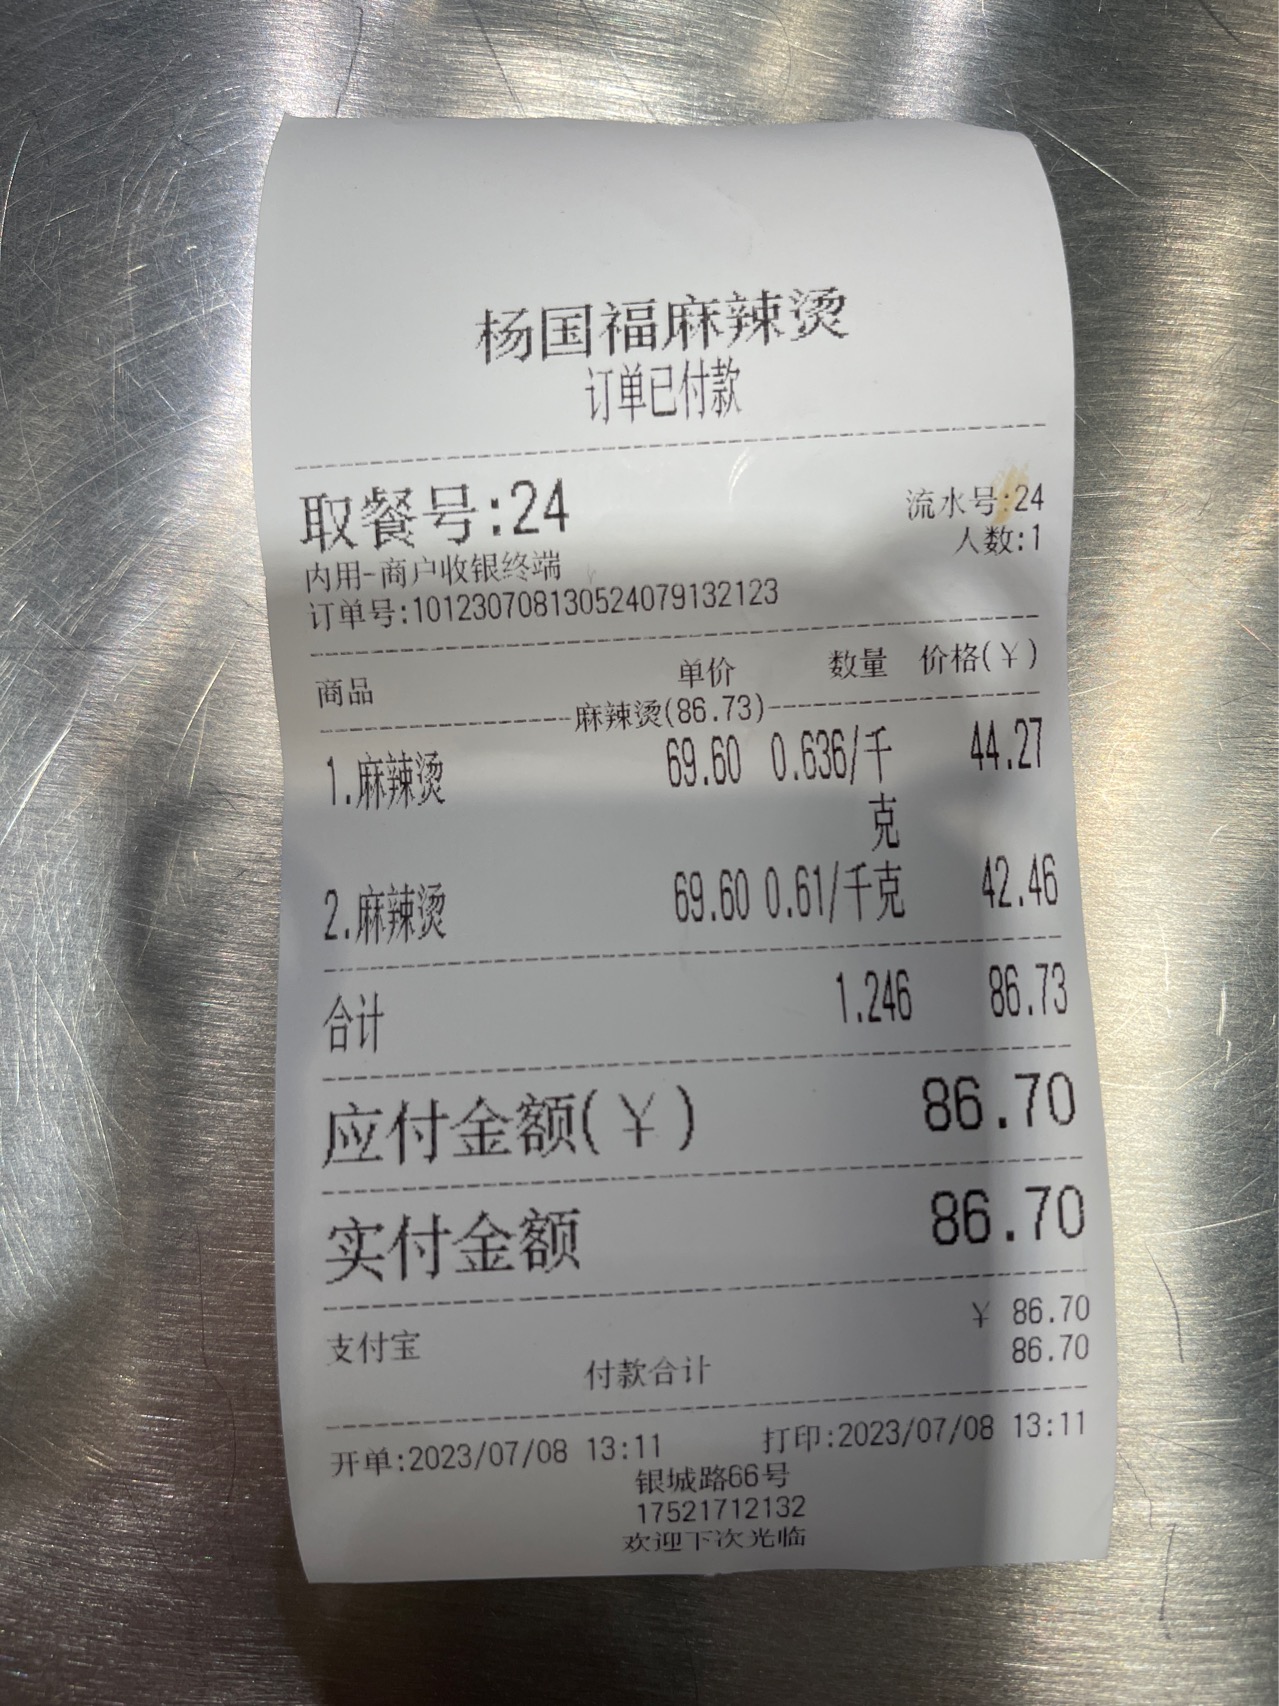 杨国福麻辣烫
订单已付款
取餐号:24
流水号:24
人数:1
内用-商户收银终端
订单号:101230708130524079132123
商品 单价 数量 价格(¥)
麻辣烫(86.73)
1.麻辣烫 69.60 0.636/千克 44.27
2.麻辣烫 69.60 0.61/千克 42.46
合计 1.246 86.73
应付金额(¥) 86.70
实付金额 86.70
支付宝 ¥ 86.70
付款合计 86.70
开单:2023/07/08 13:11 打印:2023/07/08 13:11
银城路66号
17521712132
欢迎下次光临